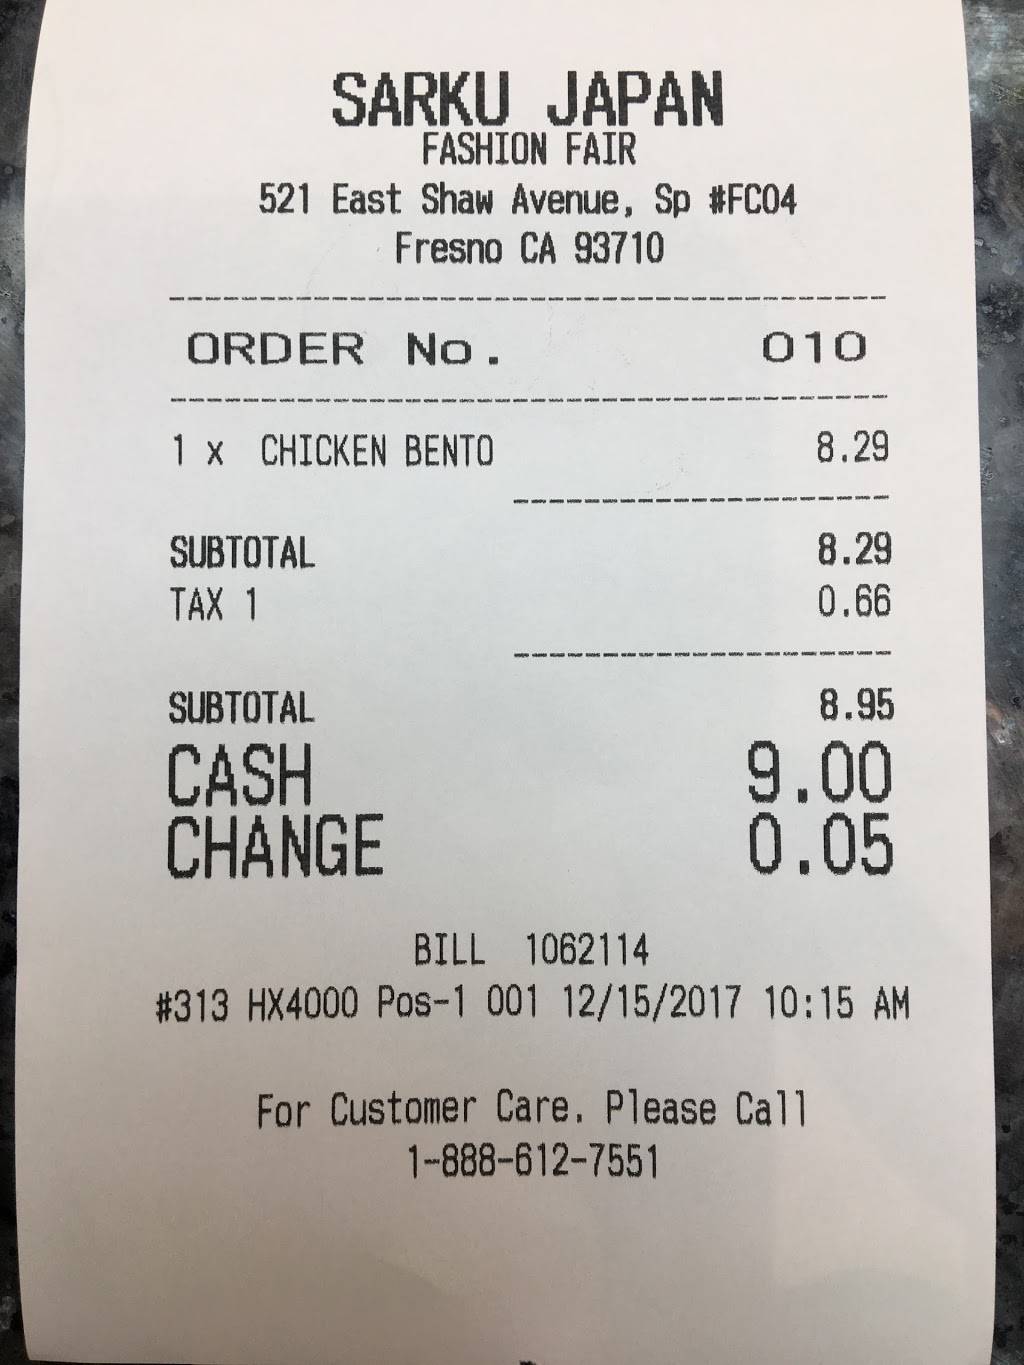 SARKU JAPAN
FASHION FAIR
521 East Shaw Avenue, Sp #FC04
Fresno CA 93710
ORDER No. 010
1 x CHICKEN BENTO 8.29
SUBTOTAL 8.29
TAX 1 0.66
SUBTOTAL 8.95
CASH 9.00
CHANGE 0.05
BILL 1062114
#313 HX4000 Pos-1 001 12/15/2017 10:15 AM
For Customer Care. Please Call
1-888-612-7551